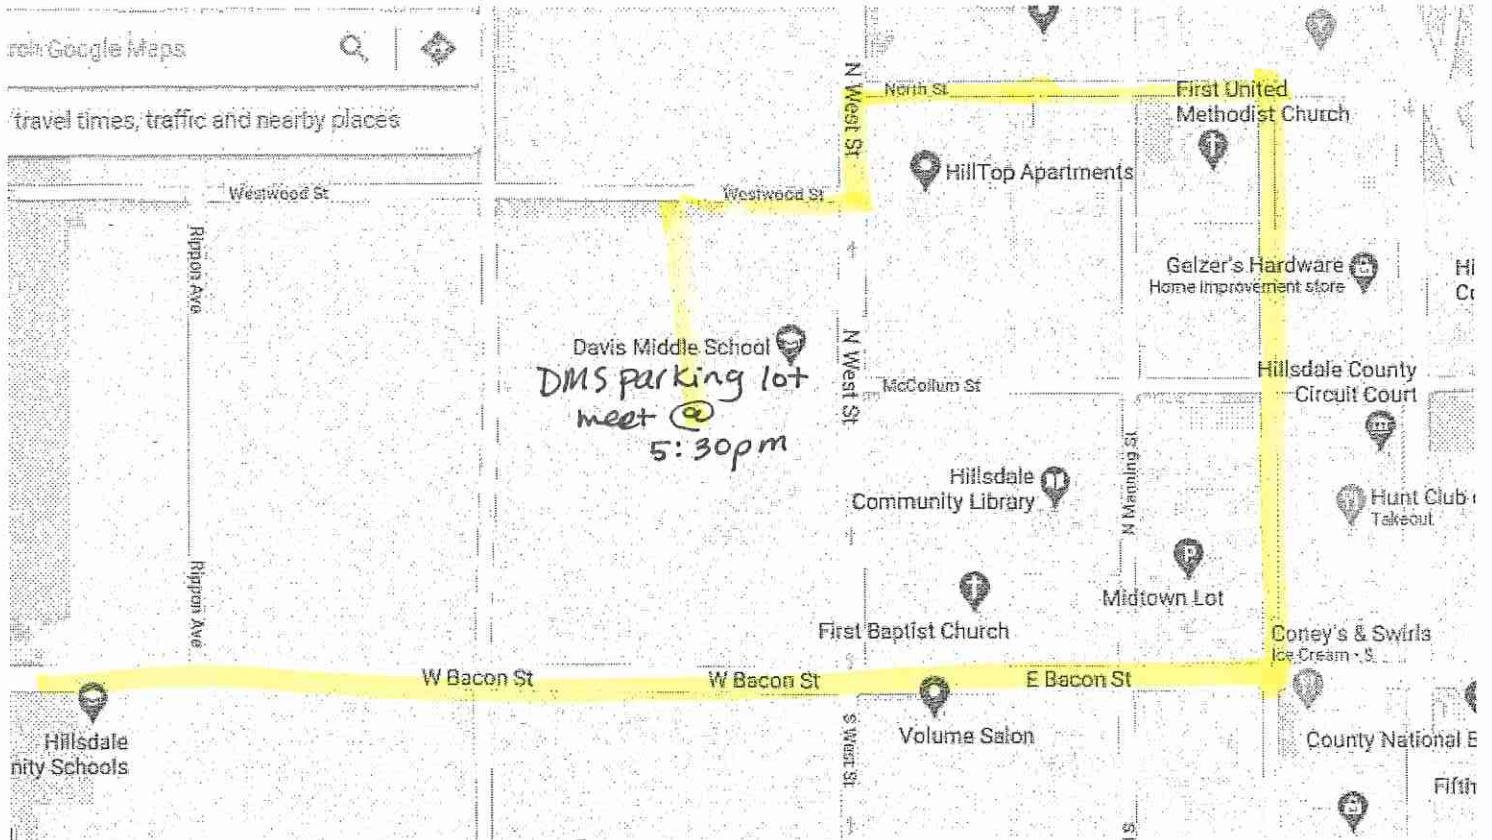 Google Maps
travel times, traffic and nearby places
North St
First United
Methodist Church
N West St
HillTop Apartments
Westwood St
Westwood St
Rippon Ave
Gelzer's Hardware
Home improvement store
Hi
Davis Middle School
DMS parking lot
meet @
5:30pm
N West St
McCollum St
Hillsdale County
Circuit Court
N Manning St
Hillsdale
Community Library
Hunt Club
Takeout
Midtown Lot
Rippon Ave
First Baptist Church
Coney's & Swirls
Ice Cream • S
W Bacon St
W Bacon St
E Bacon St
Volume Salon
S West St
Hillsdale
nity Schools
County National B
Fifth
S